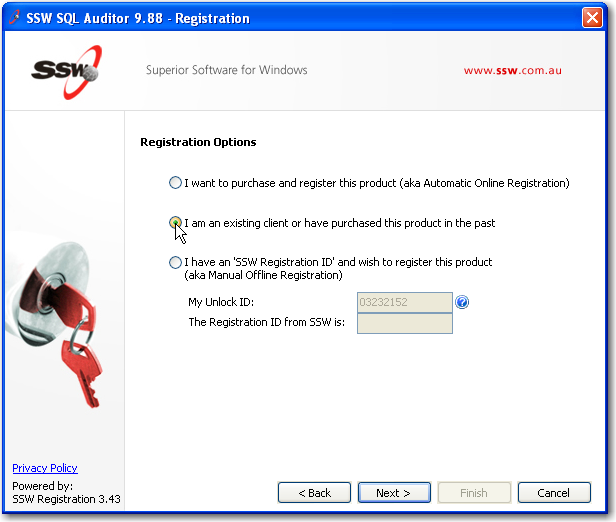 SSW SQL Auditor 9.88 - Registration
SSW
Superior Software for Windows
www.ssw.com.au
Registration Options
I want to purchase and register this product (aka Automatic Online Registration)
I am an existing client or have purchased this product in the past
I have an 'SSW Registration ID' and wish to register this product
(aka Manual Offline Registration)
My Unlock ID:
03232152
?
The Registration ID from SSW is:
Privacy Policy
Powered by:
SSW Registration 3.43
< Back
Next >
Finish
Cancel